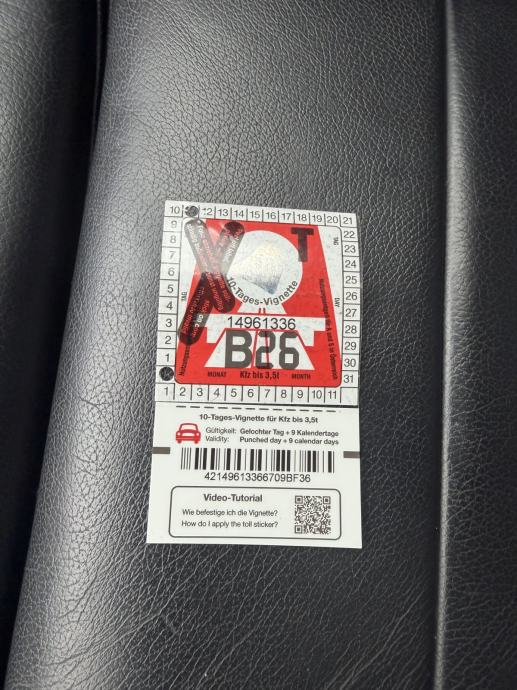 10 12 13 14 15 16 17 18 19 20 21
9 22
8 23
7 24
6 25
5 26
4 27
3 28
2 29
1 30
31
TAG
DAY
T
10-Tages-Vignette
14961336
B26
MONAT Kfz bis 3,5t MONTH
1 2 3 4 5 6 7 8 9 10 11
10-Tages-Vignette für Kfz bis 3,5t
Gültigkeit: Gelochter Tag + 9 Kalendertage
Validity: Punched day + 9 calendar days
42149613366709BF36
Video-Tutorial
Wie befestige ich die Vignette?
How do I apply the toll sticker?